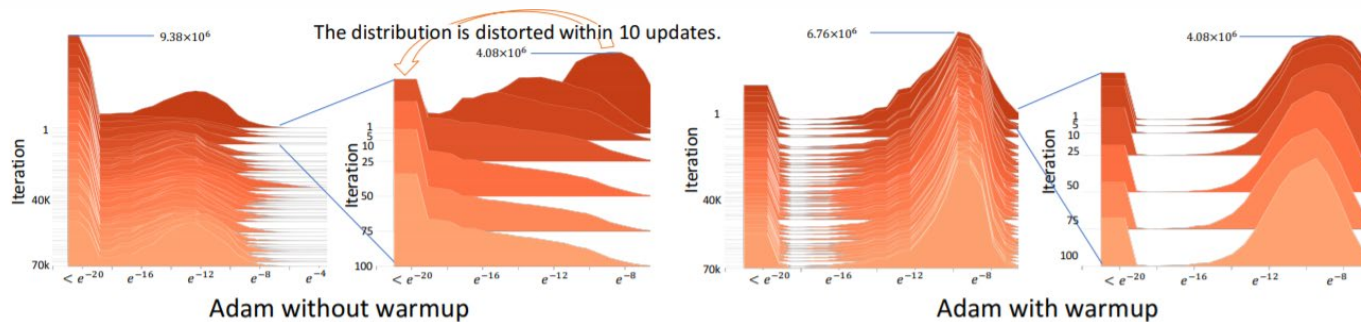 The distribution is distorted within 10 updates.
9.38×10⁶
4.08×10⁶
6.76×10⁶
4.08×10⁶
Iteration
1
40K
70k
< e⁻²⁰ e⁻¹⁶ e⁻¹² e⁻⁸ e⁻⁴
Iteration
1
5
10
25
50
75
100
< e⁻²⁰ e⁻¹⁶ e⁻¹² e⁻⁸
Adam without warmup
Iteration
1
40K
70k
< e⁻²⁰ e⁻¹⁶ e⁻¹² e⁻⁸
Iteration
1
5
10
25
50
75
100
< e⁻²⁰ e⁻¹⁶ e⁻¹² e⁻⁸
Adam with warmup